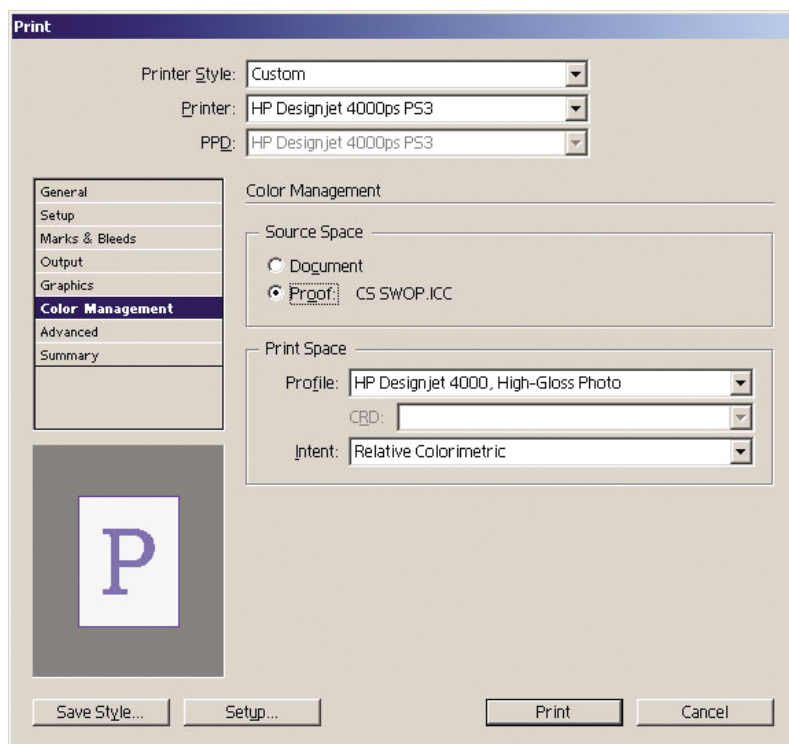 Print
Printer Style: Custom
Printer: HP Designjet 4000ps PS3
PPD: HP Designjet 4000ps PS3
General
Setup
Marks & Bleeds
Output
Graphics
Color Management
Advanced
Summary
Color Management
Source Space
Document
Proof: CS SWOP.ICC
Print Space
Profile: HP Designjet 4000, High-Gloss Photo
CRD:
Intent: Relative Colorimetric
P
Save Style... Setup... Print Cancel